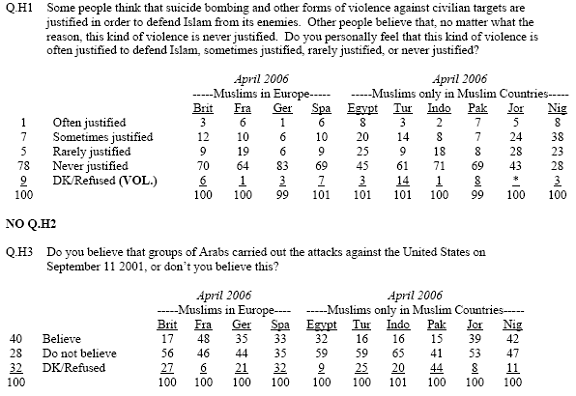 Q.H1 Some people think that suicide bombing and other forms of violence against civilian targets are
justified in order to defend Islam from its enemies. Other people believe that, no matter what the
reason, this kind of violence is never justified. Do you personally feel that this kind of violence is
often justified to defend Islam, sometimes justified, rarely justified, or never justified?
April 2006 April 2006
-----Muslims in Europe----- -----Muslims only in Muslim Countries-----
Brit Fra Ger Spa Egypt Tur Indo Pak Jor Nig
1 Often justified 3 6 1 6 8 3 2 7 5 8
7 Sometimes justified 12 10 6 10 20 14 8 7 24 38
5 Rarely justified 9 19 6 9 25 9 18 8 28 23
78 Never justified 70 64 83 69 45 61 71 69 43 28
9 DK/Refused (VOL.) 6 1 3 7 3 14 1 8 * 3
100 100 100 99 101 101 101 100 99 100 100
NO Q.H2
Q.H3 Do you believe that groups of Arabs carried out the attacks against the United States on
September 11 2001, or don't you believe this?
April 2006 April 2006
-----Muslims in Europe---- -----Muslims only in Muslim Countries-----
Brit Fra Ger Spa Egypt Tur Indo Pak Jor Nig
40 Believe 17 48 35 33 32 16 16 15 39 42
28 Do not believe 56 46 44 35 59 59 65 41 53 47
32 DK/Refused 27 6 21 32 9 25 20 44 8 11
100 100 100 100 100 100 100 101 100 100 100